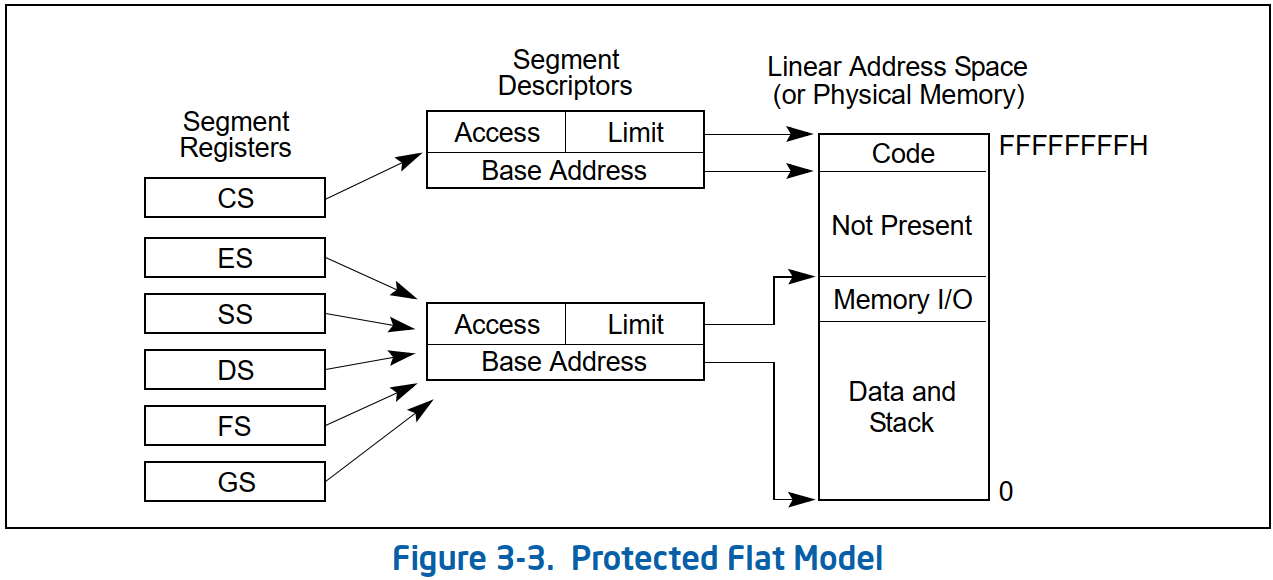 Segment
Registers
CS
ES
SS
DS
FS
GS
Segment
Descriptors
Access
Limit
Base Address
Access
Limit
Base Address
Linear Address Space
(or Physical Memory)
Code
FFFFFFFFH
Not Present
Memory I/O
Data and
Stack
0
Figure 3-3. Protected Flat Model